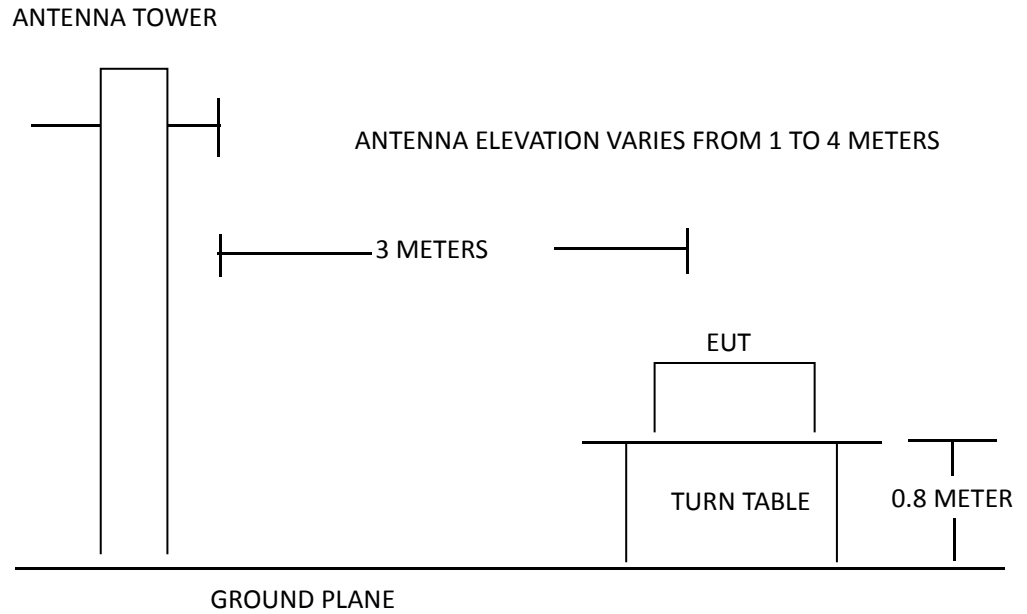 ANTENNA TOWER
ANTENNA ELEVATION VARIES FROM 1 TO 4 METERS
3 METERS
EUT
TURN TABLE
0.8 METER
GROUND PLANE